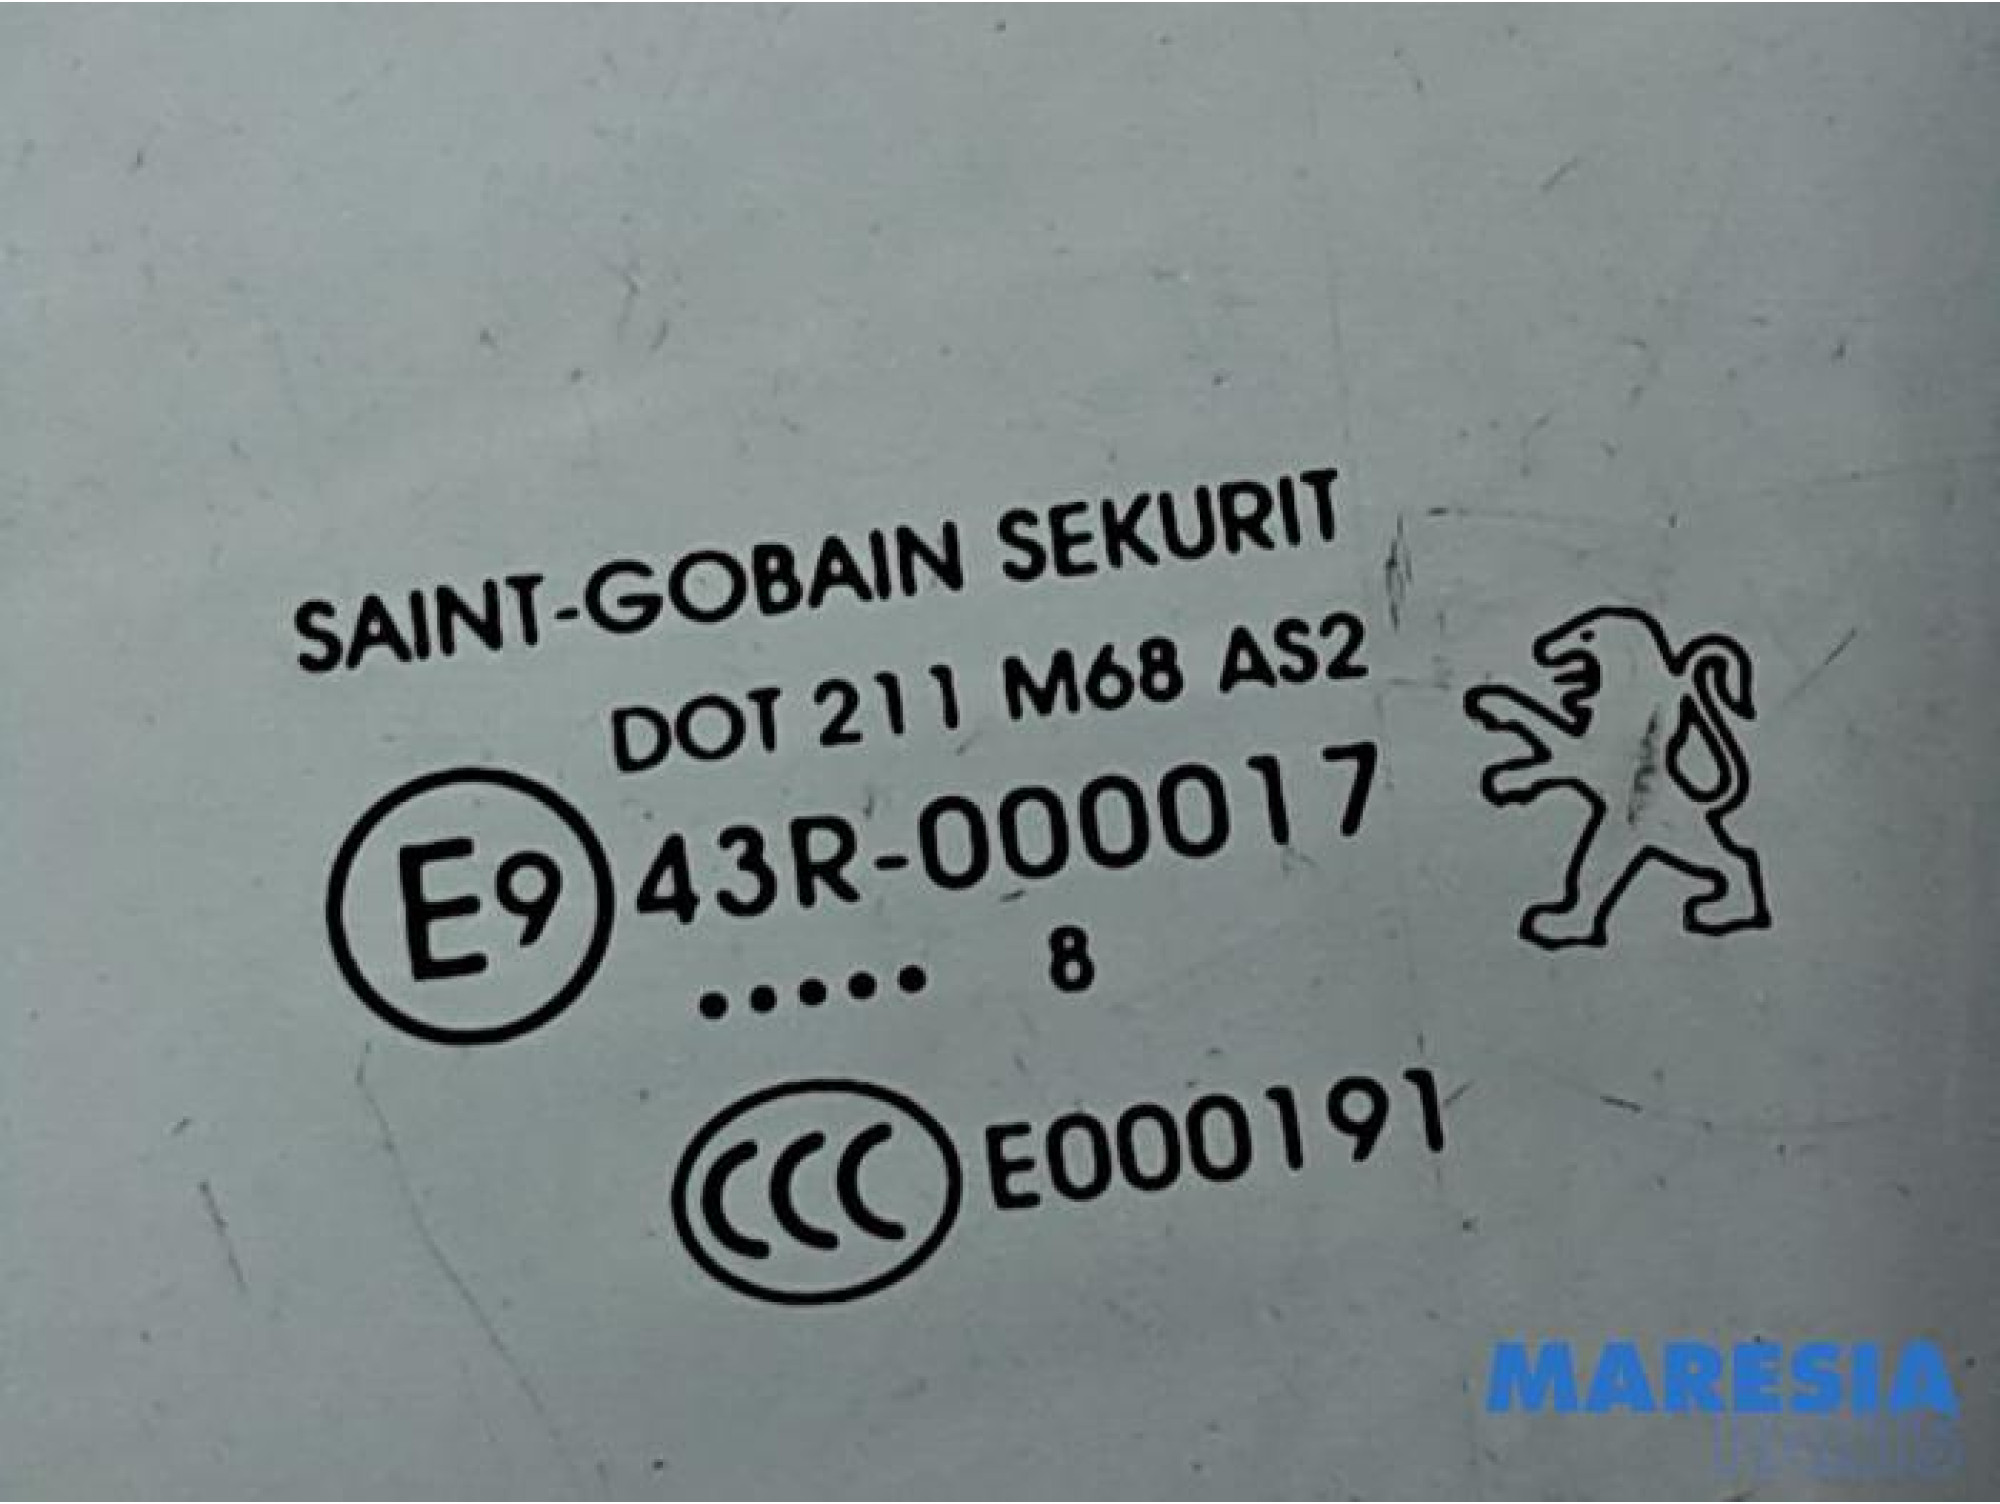 SAINT-GOBAIN SEKURIT
DOT 211 M68 AS2
E9 43R-000017
..... 8
CCC E000191
MARESIA